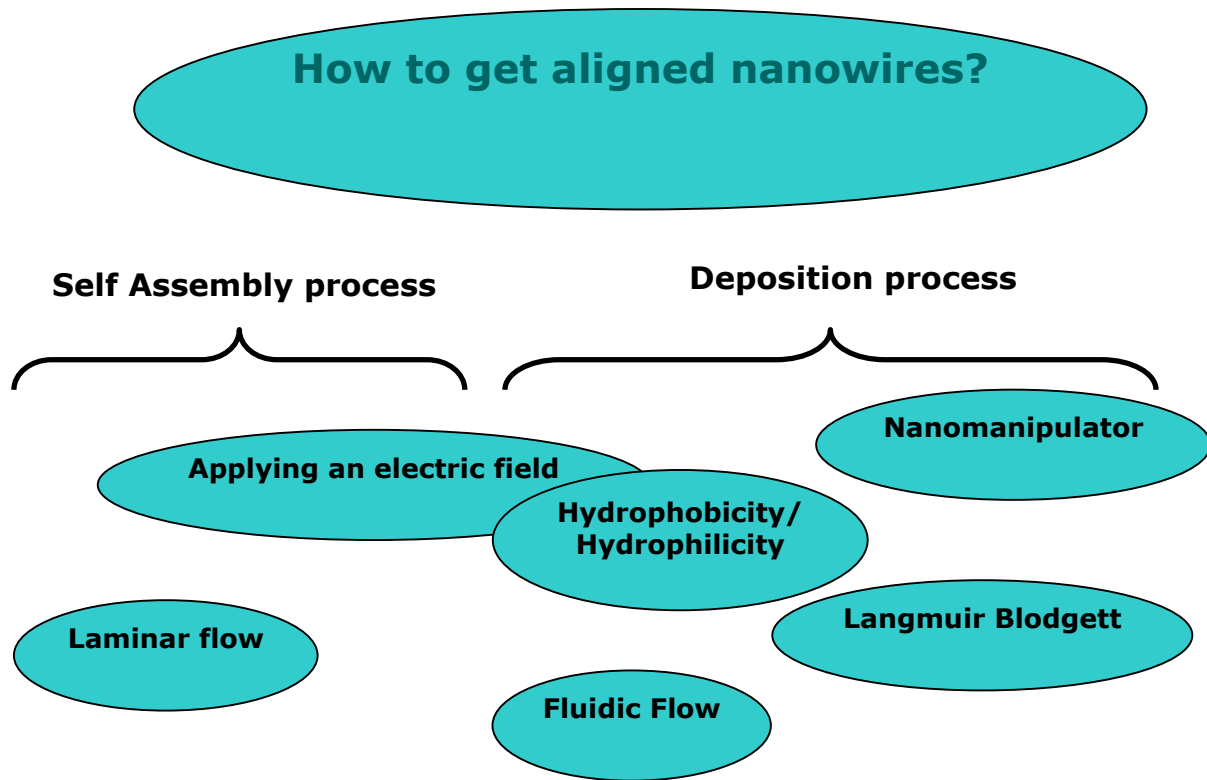 How to get aligned nanowires?
Self Assembly process
Deposition process
Nanomanipulator
Applying an electric field
Hydrophobicity/
Hydrophilicity
Langmuir Blodgett
Laminar flow
Fluidic Flow